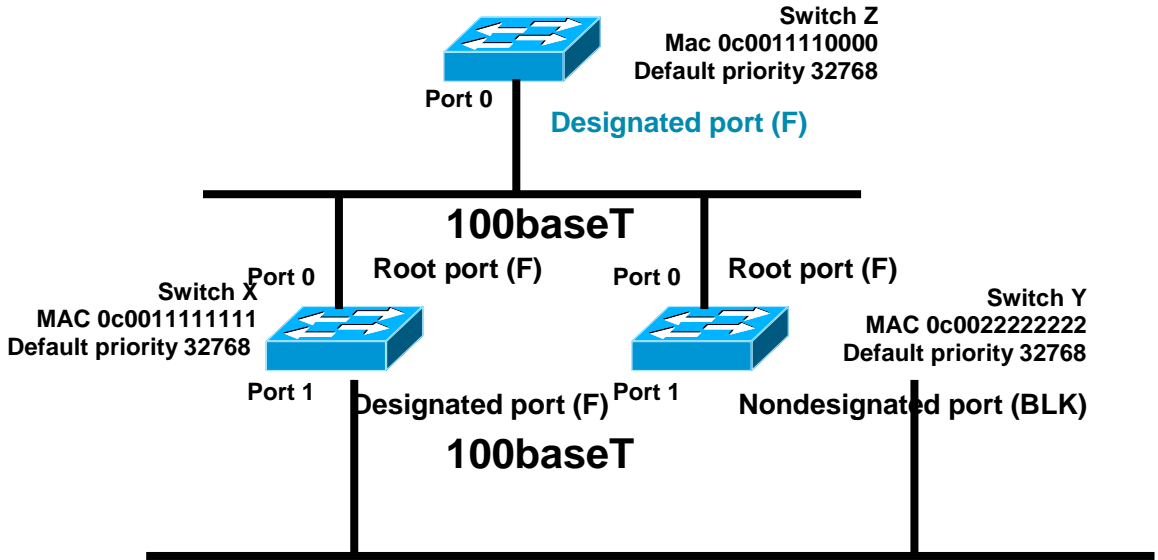 Switch Z
Mac 0c0011110000
Default priority 32768
Port 0
Designated port (F)
100baseT
Port 0
Root port (F)
Port 0
Root port (F)
Switch X
MAC 0c0011111111
Default priority 32768
Switch Y
MAC 0c0022222222
Default priority 32768
Port 1
Designated port (F)
Port 1
Nondesignated port (BLK)
100baseT